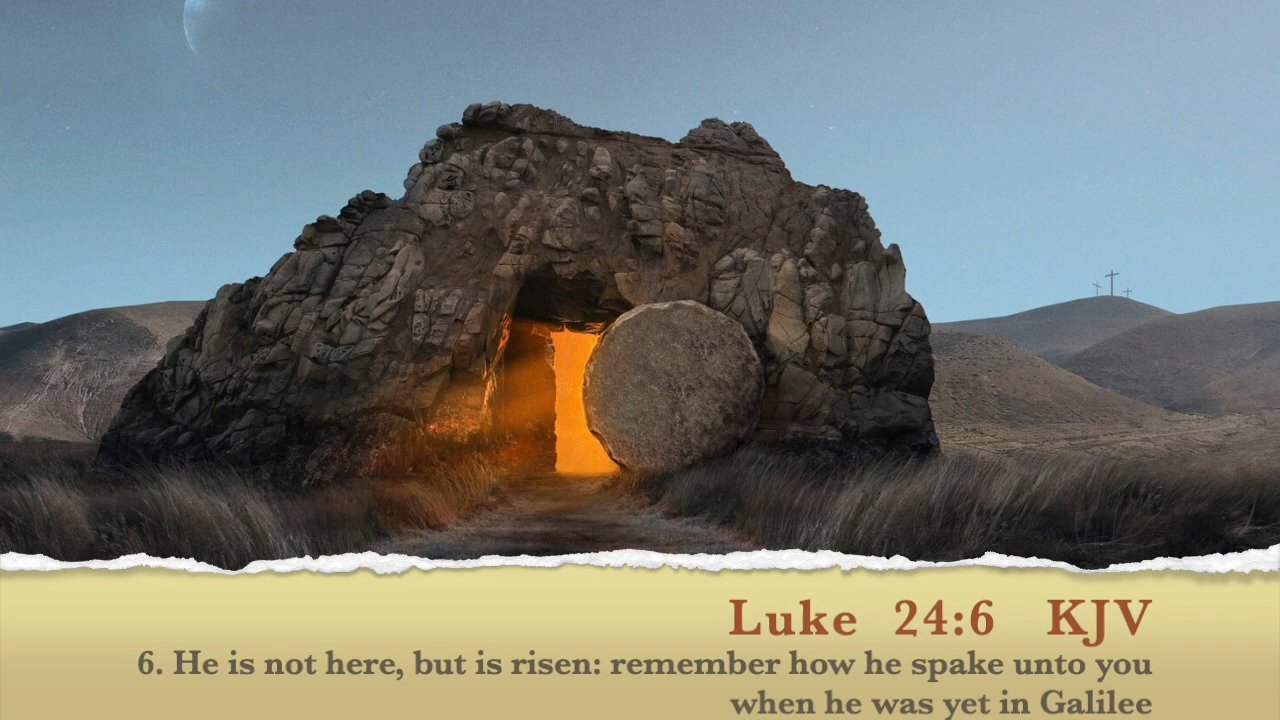 Luke 24:6 KJV
6. He is not here, but is risen: remember how he spake unto you
when he was yet in Galilee